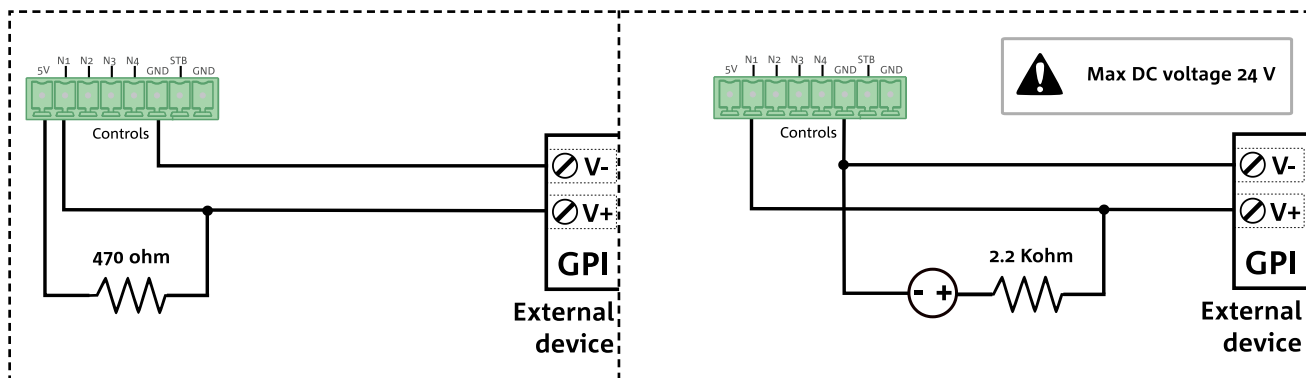 5V N1 N2 N3 N4 GND STB GND
Controls
V-
V+
470 ohm
GPI
External
device
5V N1 N2 N3 N4 GND STB GND
Max DC voltage 24 V
Controls
V-
V+
2.2 Kohm
- +
GPI
External
device